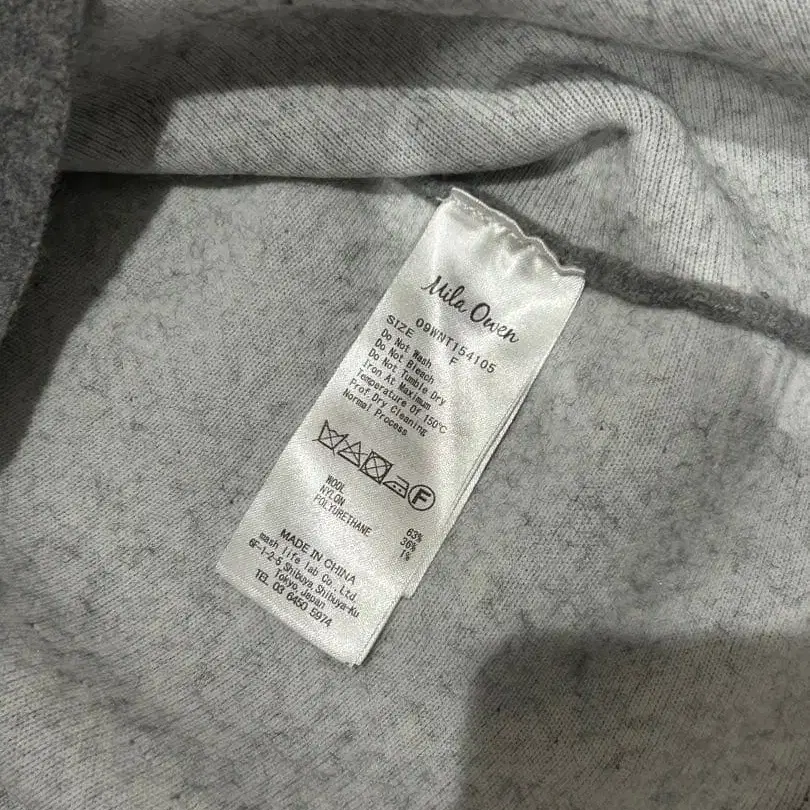 Mila Owen
09WNT154105
SIZE F
Do Not Wash
Do Not Bleach
Do Not Tumble Dry
Iron At Maximum
Temperature Of 150℃
Prof.Dry Cleaning
Normal Process
F
WOOL 63%
NYLON 36%
POLYURETHANE 1%
MADE IN CHINA
mash life lab Co., Ltd.
6F-1-2-5 Shibuya,Shibuya-Ku
Tokyo,Japan
TEL 03 6450 5974